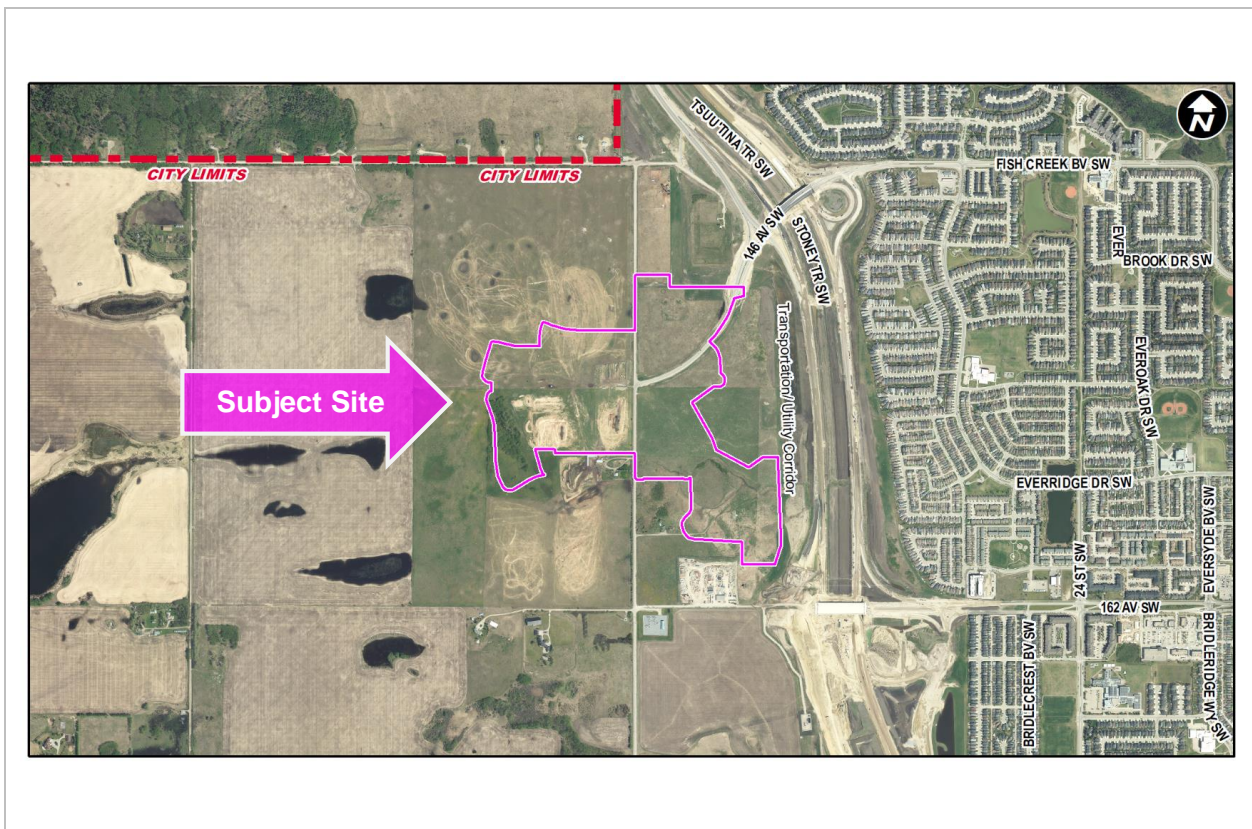 N
TSUU'TINA TR SW
FISH CREEK BV SW
CITY LIMITS
CITY LIMITS
146 AV SW
STONEY TR SW
EVER
BROOK DR SW
Transportation/ Utility Corridor
EVEROAK DR SW
Subject Site
EVERRIDGE DR SW
EVERSYDE BV SW
24 ST SW
162 AV SW
BRIDLECREST BV SW
BRIDLERIDGE WY SW